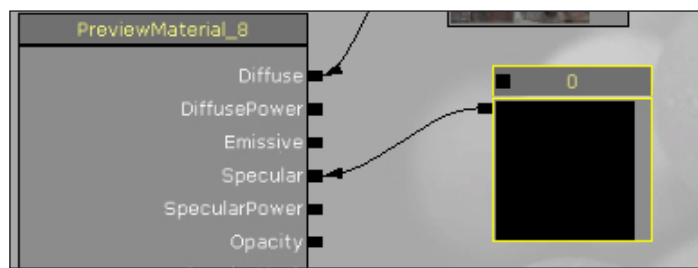 PreviewMaterial_8
0
Diffuse
DiffusePower
Emissive
Specular
SpecularPower
Opacity